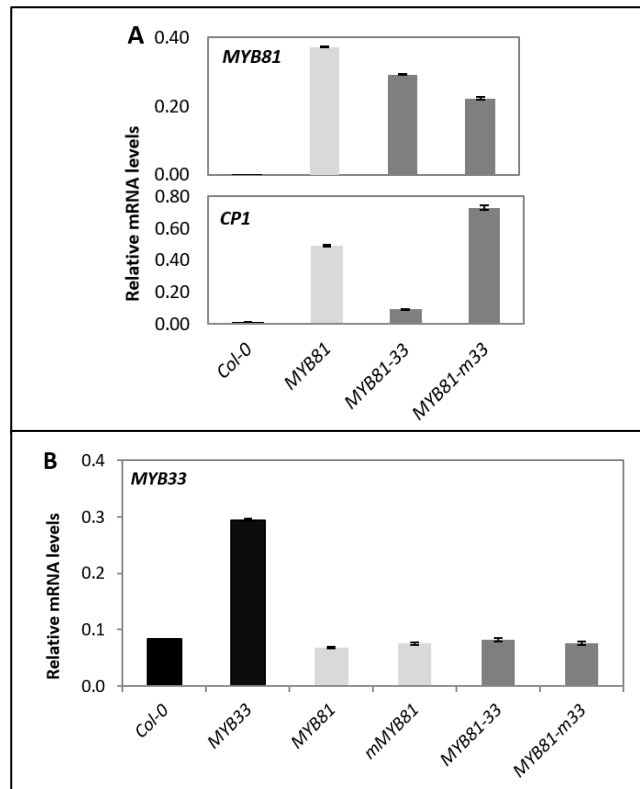 A
MYB81
0.40
0.20
0.00
CP1
0.80
0.60
0.40
0.20
0.00
Relative mRNA levels
Col-0
MYB81
MYB81-33
MYB81-m33
B
MYB33
0.4
0.3
0.2
0.1
0.0
Relative mRNA levels
Col-0
MYB33
MYB81
mMYB81
MYB81-33
MYB81-m33